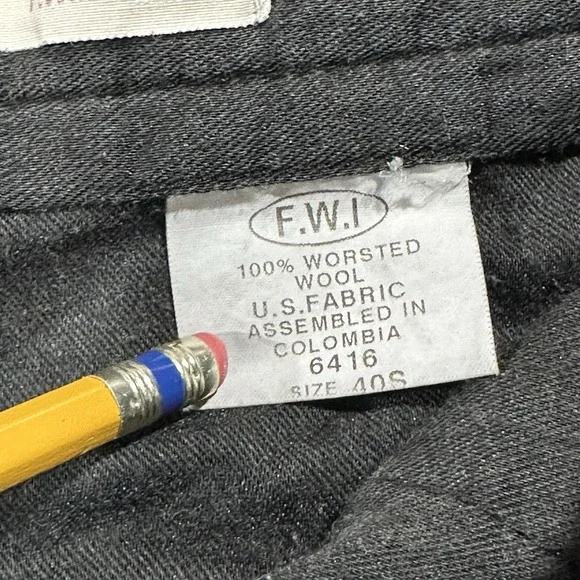 F.W.I
100% WORSTED
WOOL
U.S. FABRIC
ASSEMBLED IN
COLOMBIA
6416
SIZE 40S